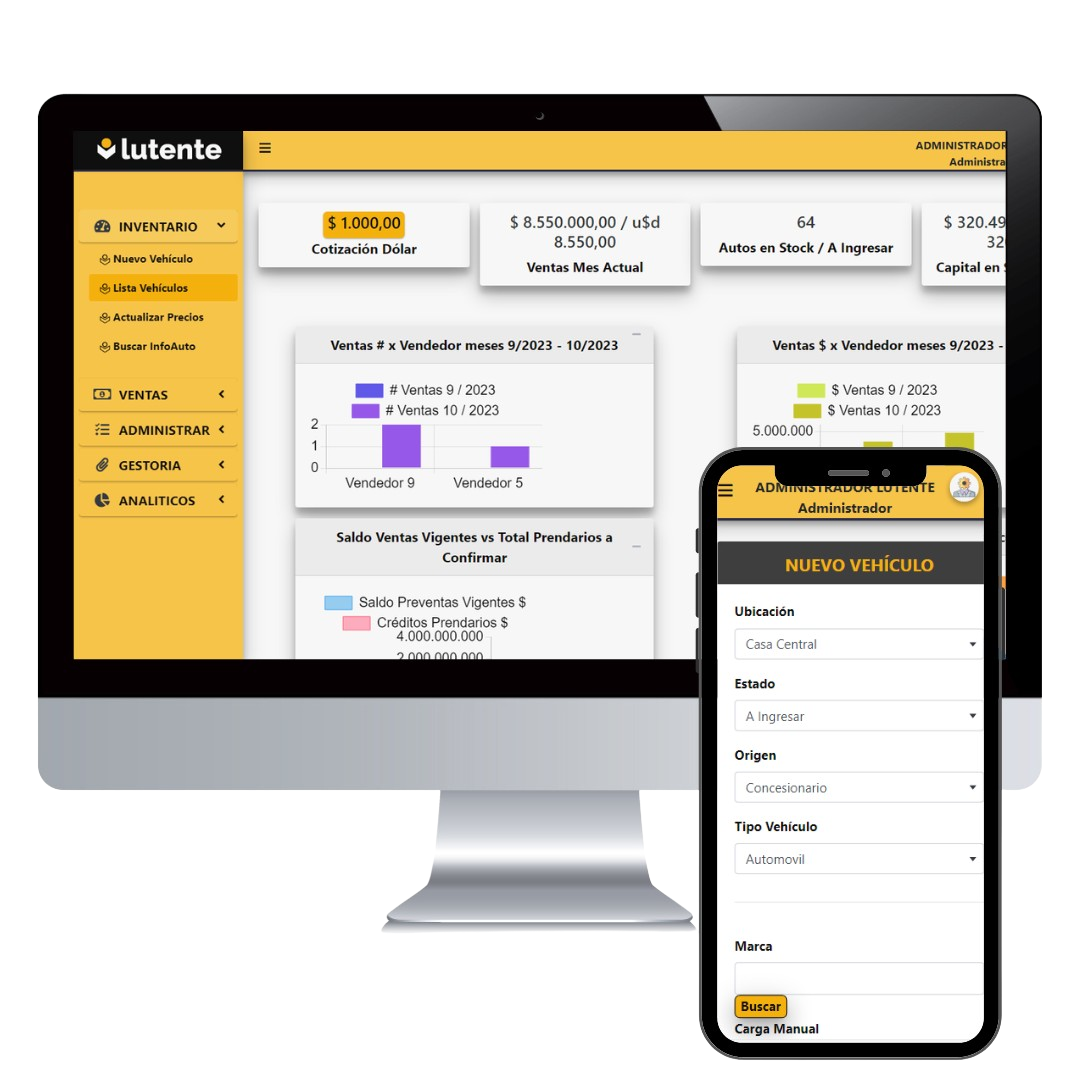 lutente
ADMINISTRADOR
Administra
INVENTARIO
Nuevo Vehículo
Lista Vehículos
Actualizar Precios
Buscar InfoAuto
VENTAS
ADMINISTRAR
GESTORIA
ANALITICOS
$ 1.000,00
Cotización Dólar
$ 8.550.000,00 / u$d
8.550,00
Ventas Mes Actual
64
Autos en Stock / A Ingresar
$ 320.49
32
Capital en
Ventas # x Vendedor meses 9/2023 - 10/2023
# Ventas 9 / 2023
# Ventas 10 / 2023
2
1
0
Vendedor 9
Vendedor 5
Ventas $ x Vendedor meses 9/2023 -
$ Ventas 9 / 2023
$ Ventas 10 / 2023
5.000.000
Saldo Ventas Vigentes vs Total Prendarios a
Confirmar
Saldo Preventas Vigentes $
Créditos Prendarios $
4.000.000.000
2.000.000.000
ADMINISTRADOR LUTENTE
Administrador
NUEVO VEHÍCULO
Ubicación
Casa Central
Estado
A Ingresar
Origen
Concesionario
Tipo Vehículo
Automovil
Marca
Buscar
Carga Manual